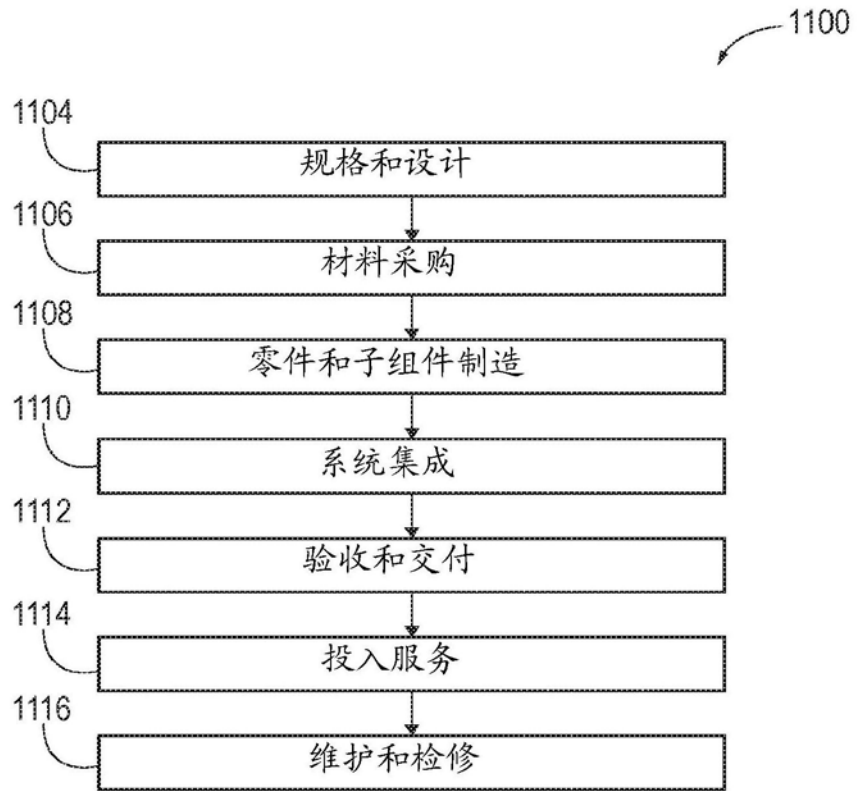 1100
1104
规格和设计
1106
材料采购
1108
零件和子组件制造
1110
系统集成
1112
验收和交付
1114
投入服务
1116
维护和检修